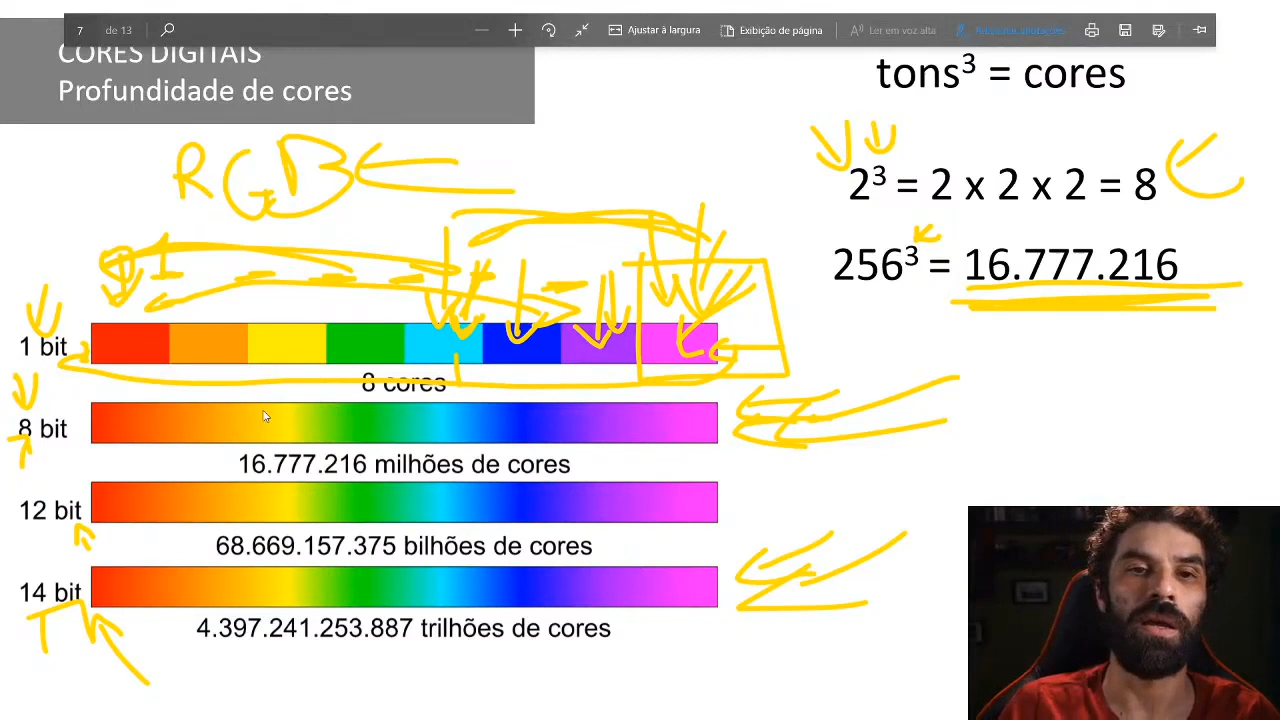 7 de 13
Ajustar à largura
Exibição de página
Ler em voz alta
CORES DIGITAIS
Profundidade de cores
tons³ = cores
RGB
2³ = 2 x 2 x 2 = 8
256³ = 16.777.216
1 bit
8 cores
8 bit
16.777.216 milhões de cores
12 bit
68.669.157.375 bilhões de cores
14 bit
4.397.241.253.887 trilhões de cores